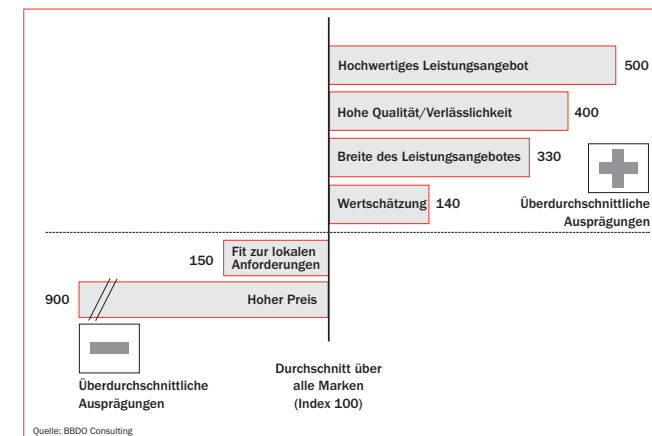 Hochwertiges Leistungsangebot 500
Hohe Qualität/Verlässlichkeit 400
Breite des Leistungsangebotes 330
Wertschätzung 140
Überdurchschnittliche
Ausprägungen
150 Fit zur lokalen
Anforderungen
900 Hoher Preis
Überdurchschnittliche
Ausprägungen
Durchschnitt über
alle Marken
(Index 100)
Quelle: BBDO Consulting